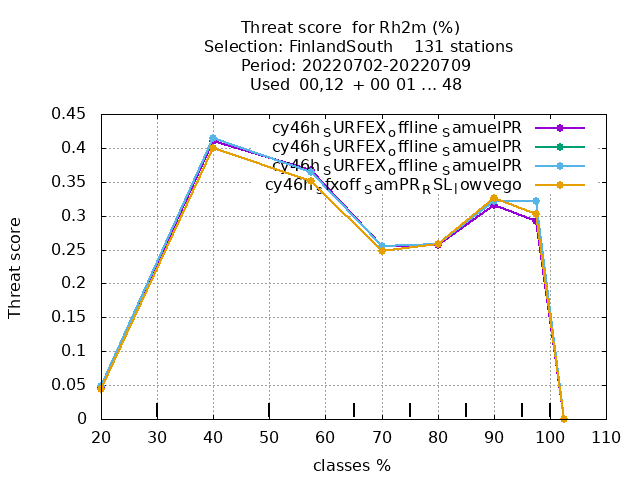 Threat score for Rh2m (%)
Selection: FinlandSouth 131 stations
Period: 20220702-20220709
Used 00,12 + 00 01 ... 48
cy46h_SURFEX_offline_SamuelPR
cy46h_SURFEX_offline_SamuelPR
cy46h_SURFEX_offline_SamuelPR
cy46h_sfxoff_SamPR_RSL_lowvego
Threat score
0.45
0.4
0.35
0.3
0.25
0.2
0.15
0.1
0.05
0
20 30 40 50 60 70 80 90 100 110
classes %